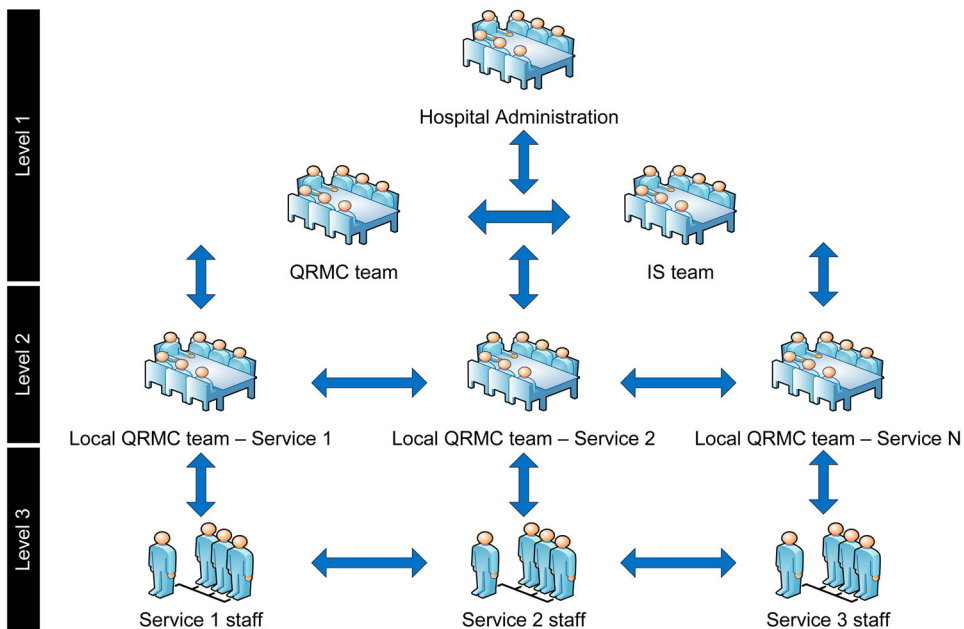 Level 1
Hospital Administration
QRMC team
IS team
Level 2
Local QRMC team – Service 1
Local QRMC team – Service 2
Local QRMC team – Service N
Level 3
Service 1 staff
Service 2 staff
Service 3 staff